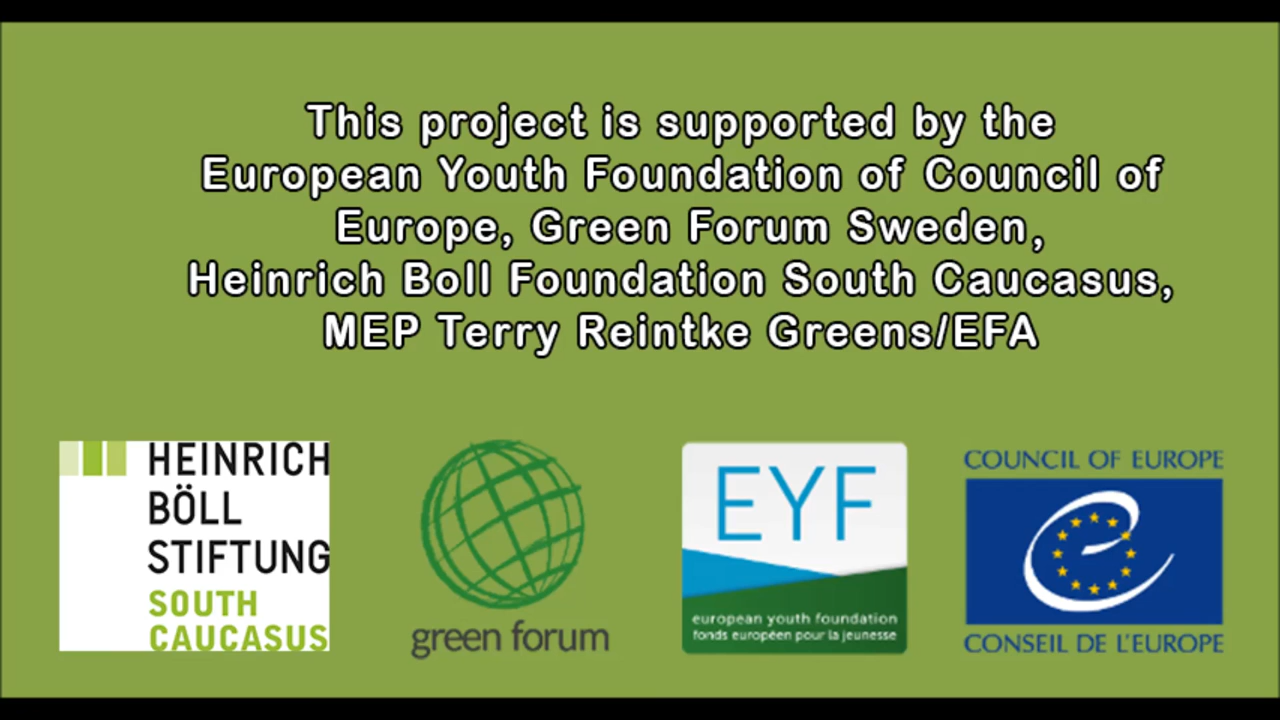 This project is supported by the
European Youth Foundation of Council of
Europe, Green Forum Sweden,
Heinrich Boll Foundation South Caucasus,
MEP Terry Reintke Greens/EFA
HEINRICH
BÖLL
STIFTUNG
SOUTH
CAUCASUS
green forum
EYF
european youth foundation
fonds européen pour la jeunesse
COUNCIL OF EUROPE
CONSEIL DE L'EUROPE